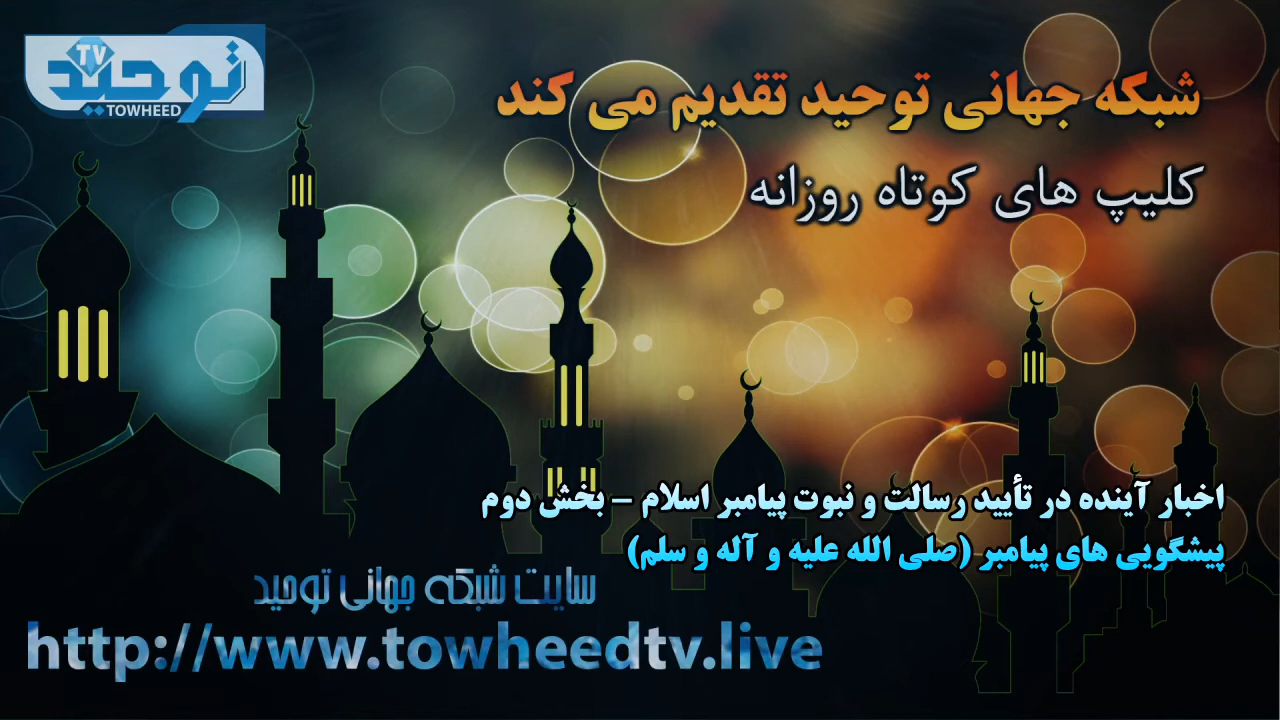 TV
توحید
TOWHEED
شبکه جهانی توحید تقدیم می کند
کلیپ های کوتاه روزانه
اخبار آینده در تأیید رسالت و نبوت پیامبر اسلام – بخش دوم
پیشگویی های پیامبر (صلی الله علیه و آله و سلم)
سایت شبکه جهانی توحید
http://www.towheedtv.live